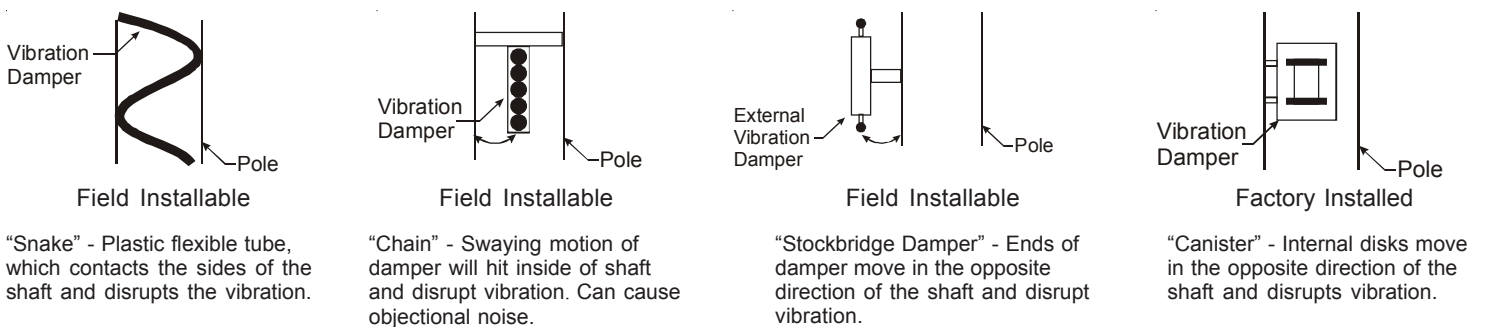 Vibration
Damper
Pole
Field Installable
“Snake” - Plastic flexible tube,
which contacts the sides of the
shaft and disrupts the vibration.
Vibration
Damper
Pole
Field Installable
“Chain” - Swaying motion of
damper will hit inside of shaft
and disrupt vibration. Can cause
objectional noise.
External
Vibration
Damper
Pole
Field Installable
“Stockbridge Damper” - Ends of
damper move in the opposite
direction of the shaft and disrupt
vibration.
Vibration
Damper
Pole
Factory Installed
“Canister” - Internal disks move
in the opposite direction of the
shaft and disrupts vibration.